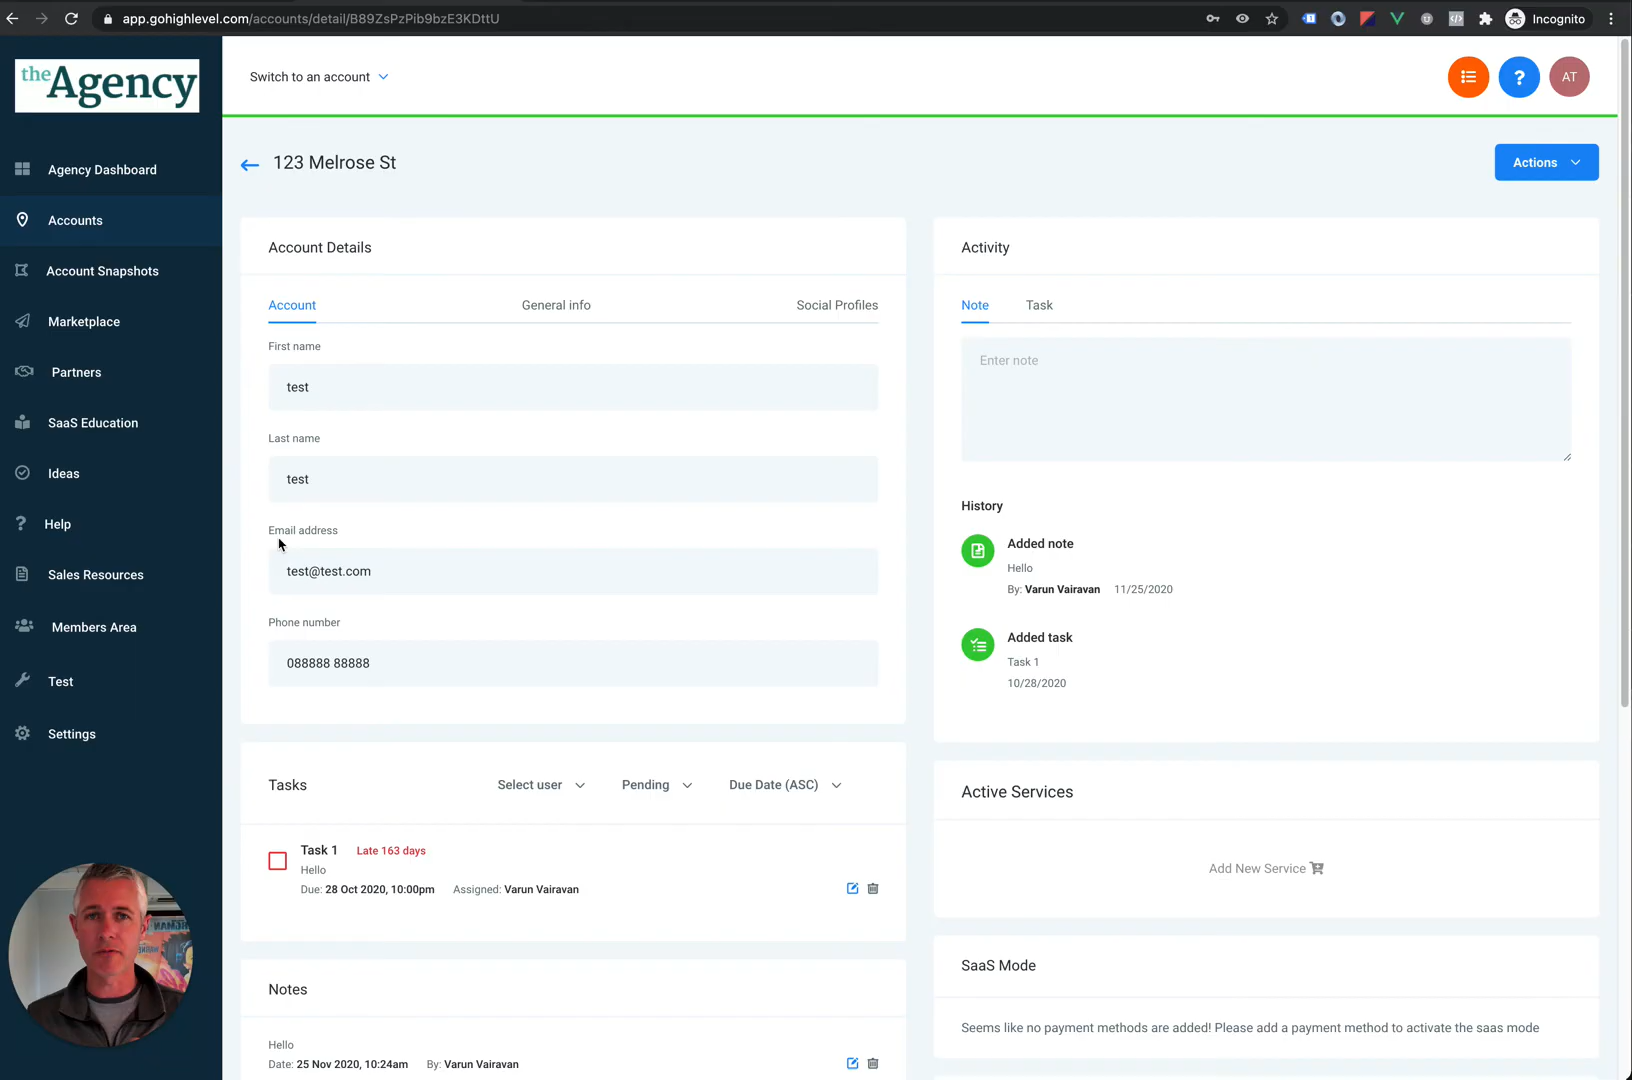 app.gohighlevel.com/accounts/detail/B89ZsPzPib9bzE3KDttU
Incognito
the Agency
Switch to an account
?
AT
Agency Dashboard
Accounts
Account Snapshots
Marketplace
Partners
SaaS Education
Ideas
Help
Sales Resources
Members Area
Test
Settings
123 Melrose St
Actions
Account Details
Account General info Social Profiles
First name
test
Last name
test
Email address
test@test.com
Phone number
088888 88888
Tasks Select user Pending Due Date (ASC)
Task 1 Late 163 days
Hello
Due: 28 Oct 2020, 10:00pm Assigned: Varun Vairavan
Notes
Hello
Date: 25 Nov 2020, 10:24am By: Varun Vairavan
Activity
Note Task
Enter note
History
Added note
Hello
By: Varun Vairavan 11/25/2020
Added task
Task 1
10/28/2020
Active Services
Add New Service
SaaS Mode
Seems like no payment methods are added! Please add a payment method to activate the saas mode